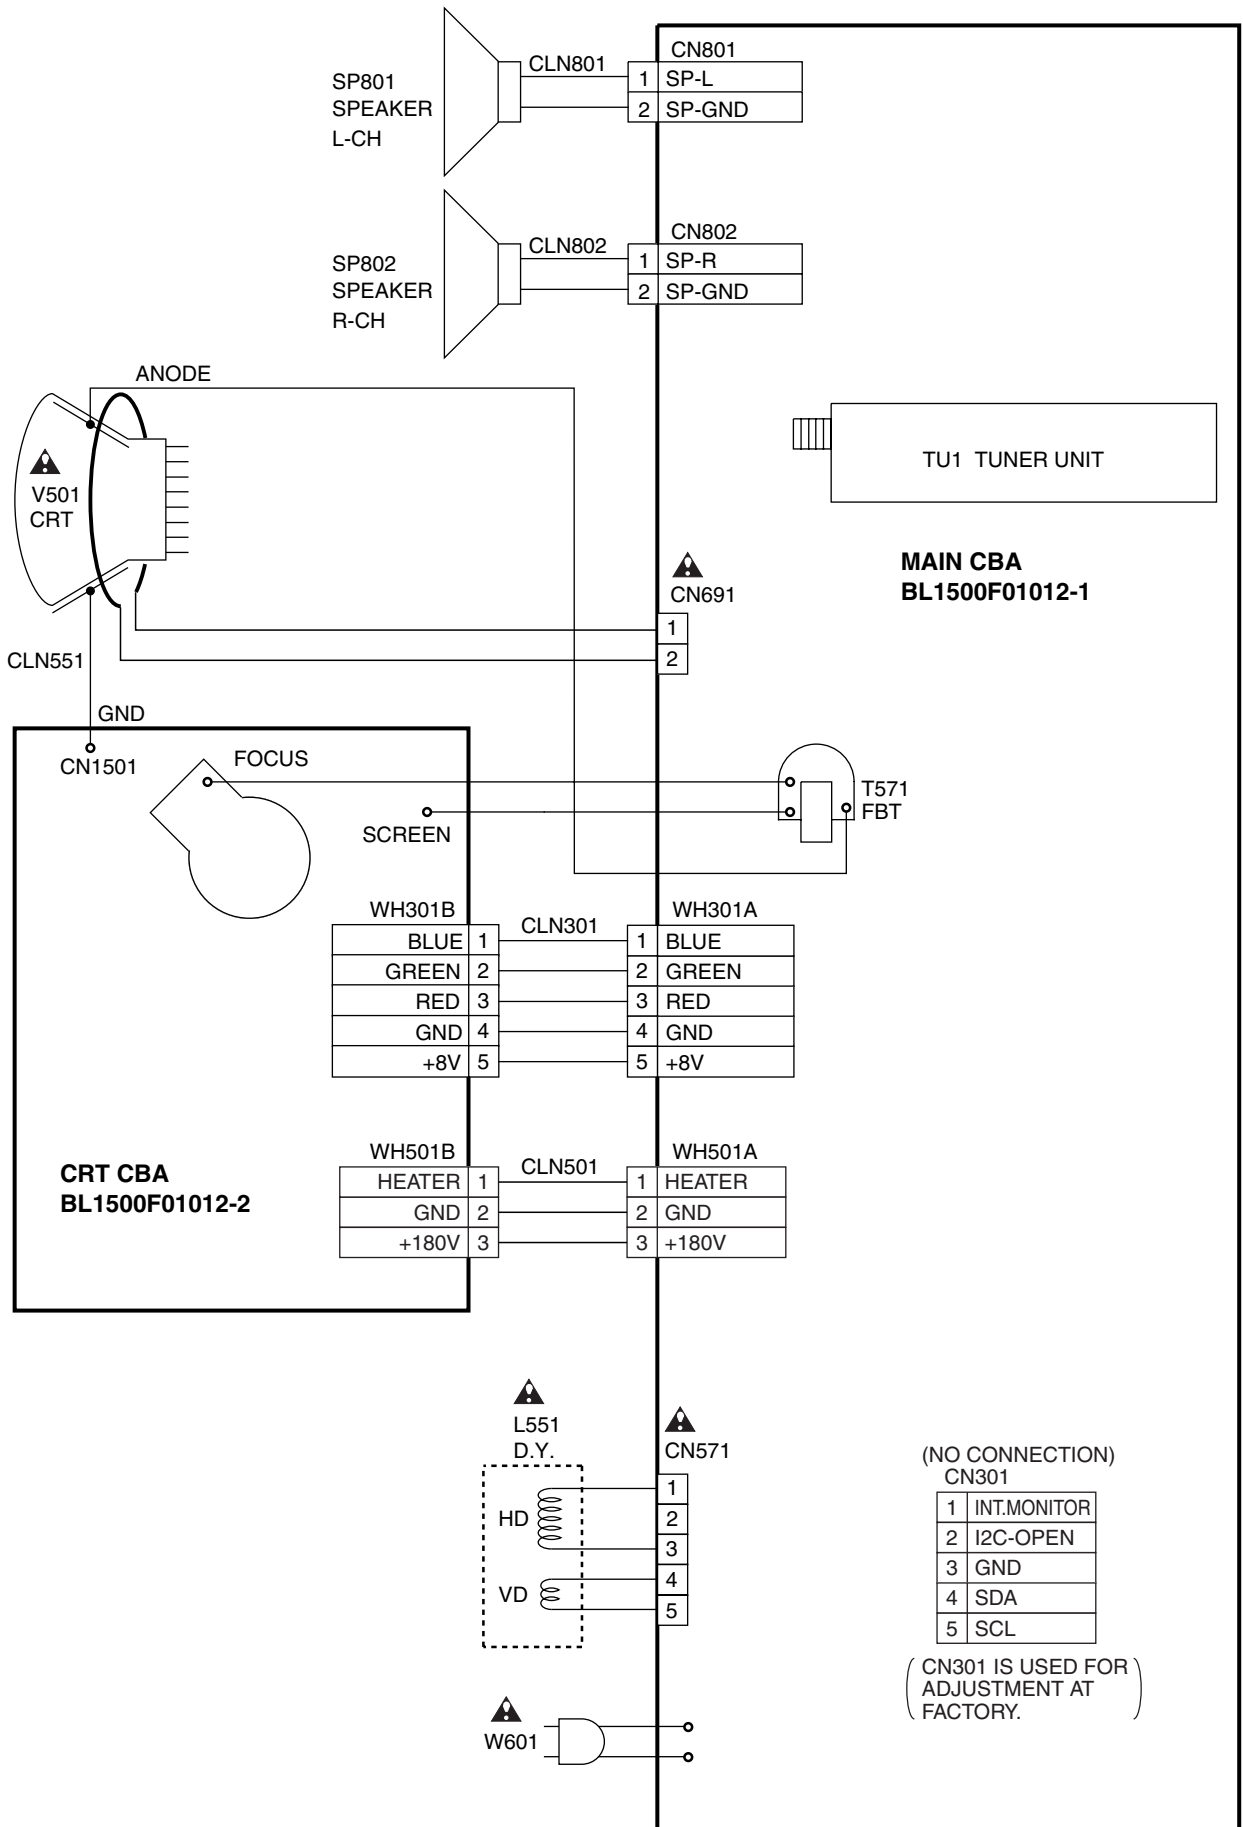 SP801
SPEAKER
L-CH
CLN801
CN801
1 SP-L
2 SP-GND
SP802
SPEAKER
R-CH
CLN802
CN802
1 SP-R
2 SP-GND
ANODE
V501
CRT
TU1 TUNER UNIT
MAIN CBA
BL1500F01012-1
CN691
1
2
CLN551
GND
CN1501
FOCUS
SCREEN
T571
FBT
WH301B
CLN301
WH301A
BLUE 1 1 BLUE
GREEN 2 2 GREEN
RED 3 3 RED
GND 4 4 GND
+8V 5 5 +8V
CRT CBA
BL1500F01012-2
WH501B
CLN501
WH501A
HEATER 1 1 HEATER
GND 2 2 GND
+180V 3 3 +180V
L551
D.Y.
HD
VD
CN571
1
2
3
4
5
(NO CONNECTION)
CN301
1 INT.MONITOR
2 I2C-OPEN
3 GND
4 SDA
5 SCL
( CN301 IS USED FOR
ADJUSTMENT AT
FACTORY. )
W601